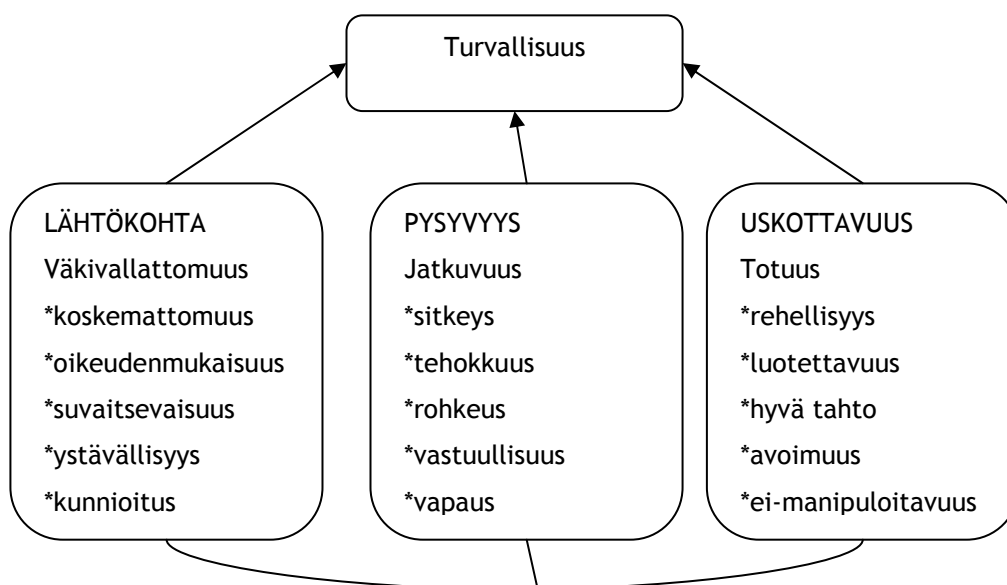 Turvallisuus
LÄHTÖKOHTA
Väkivallattomuus
*koskemattomuus
*oikeudenmukaisuus
*suvaitsevaisuus
*ystävällisyys
*kunnioitus
PYSYVYYS
Jatkuvuus
*sitkeys
*tehokkuus
*rohkeus
*vastuullisuus
*vapaus
USKOTTAVUUS
Totuus
*rehellisyys
*luotettavuus
*hyvä tahto
*avoimuus
*ei-manipuloitavuus